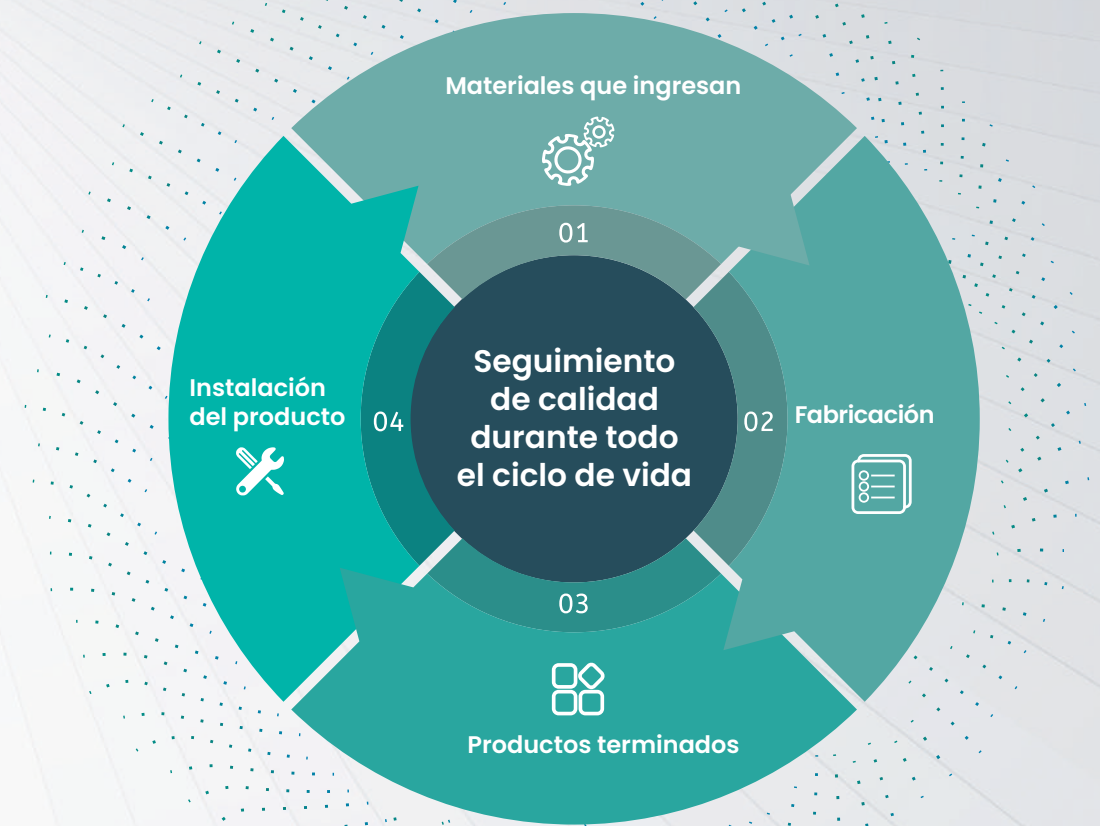 Materiales que ingresan
01
Seguimiento
de calidad
durante todo
el ciclo de vida
02
Fabricación
03
Productos terminados
04
Instalación
del producto